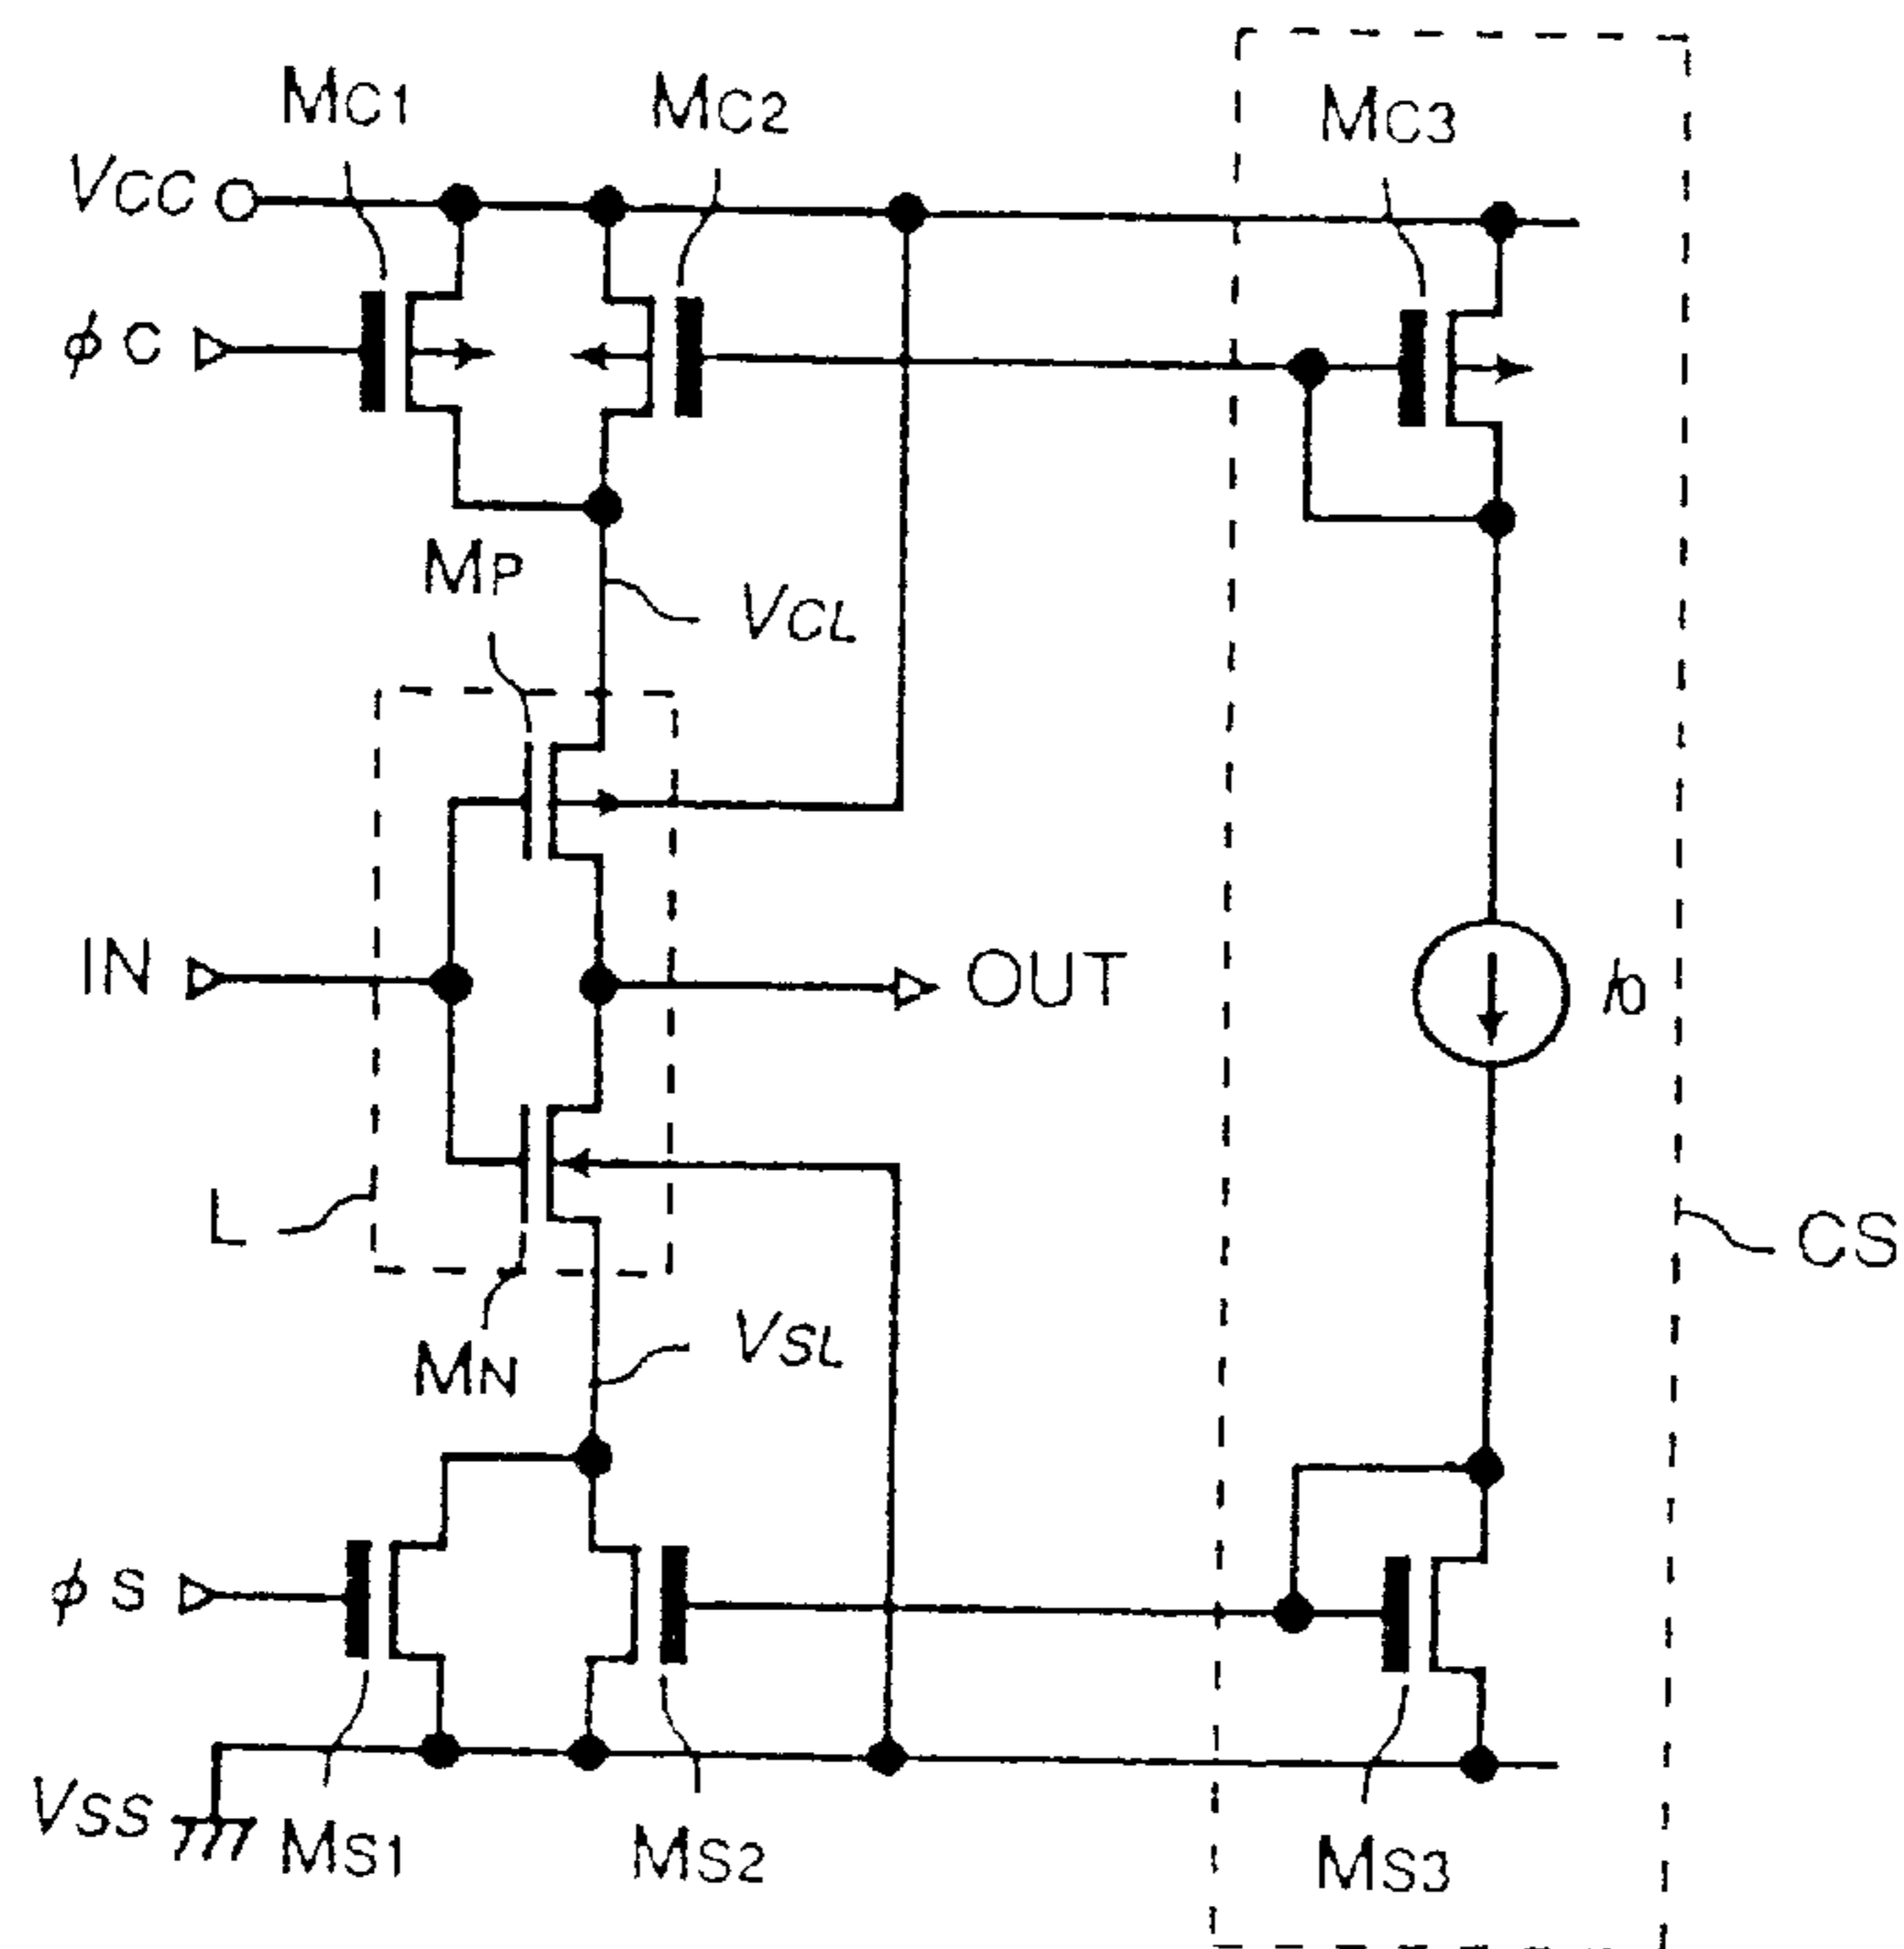 MC1
MC2
MC3
VCC
φC
MP
VCL
IN
OUT
I0
L
CS
MN
VSL
φS
VSS
MS1
MS2
MS3